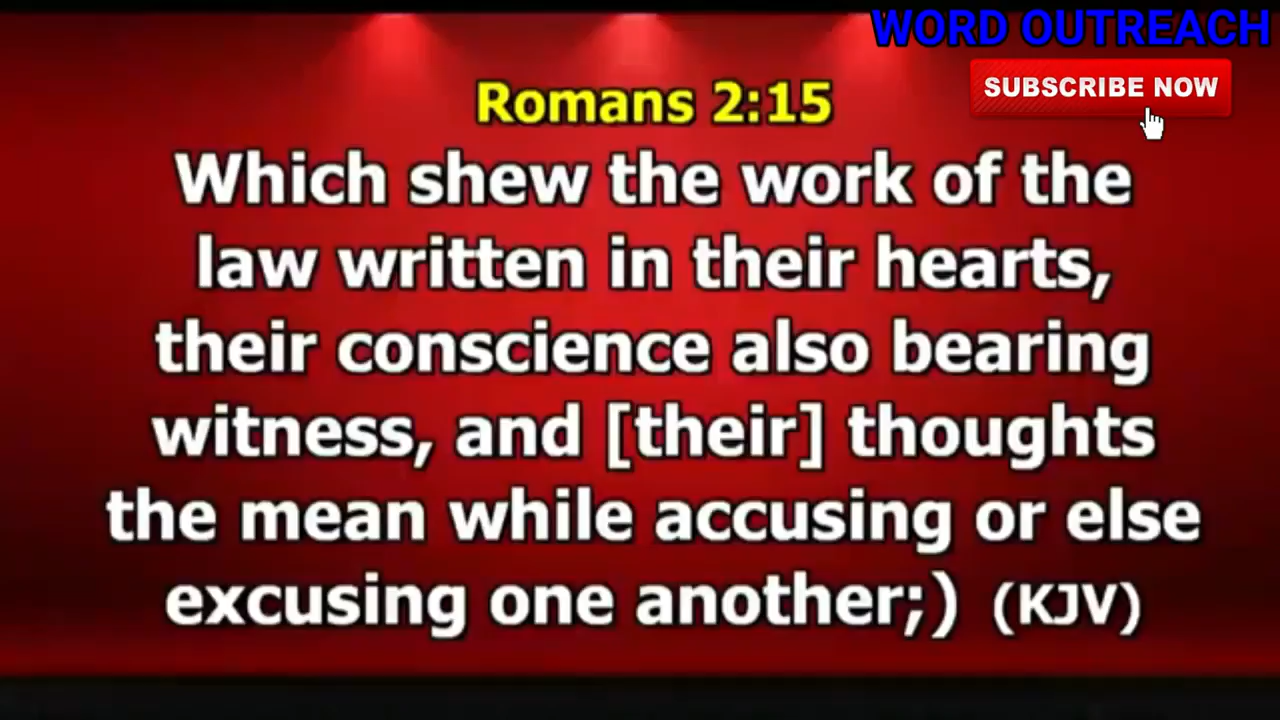 WORD OUTREACH
SUBSCRIBE NOW
Romans 2:15
Which shew the work of the
law written in their hearts,
their conscience also bearing
witness, and [their] thoughts
the mean while accusing or else
excusing one another;) (KJV)